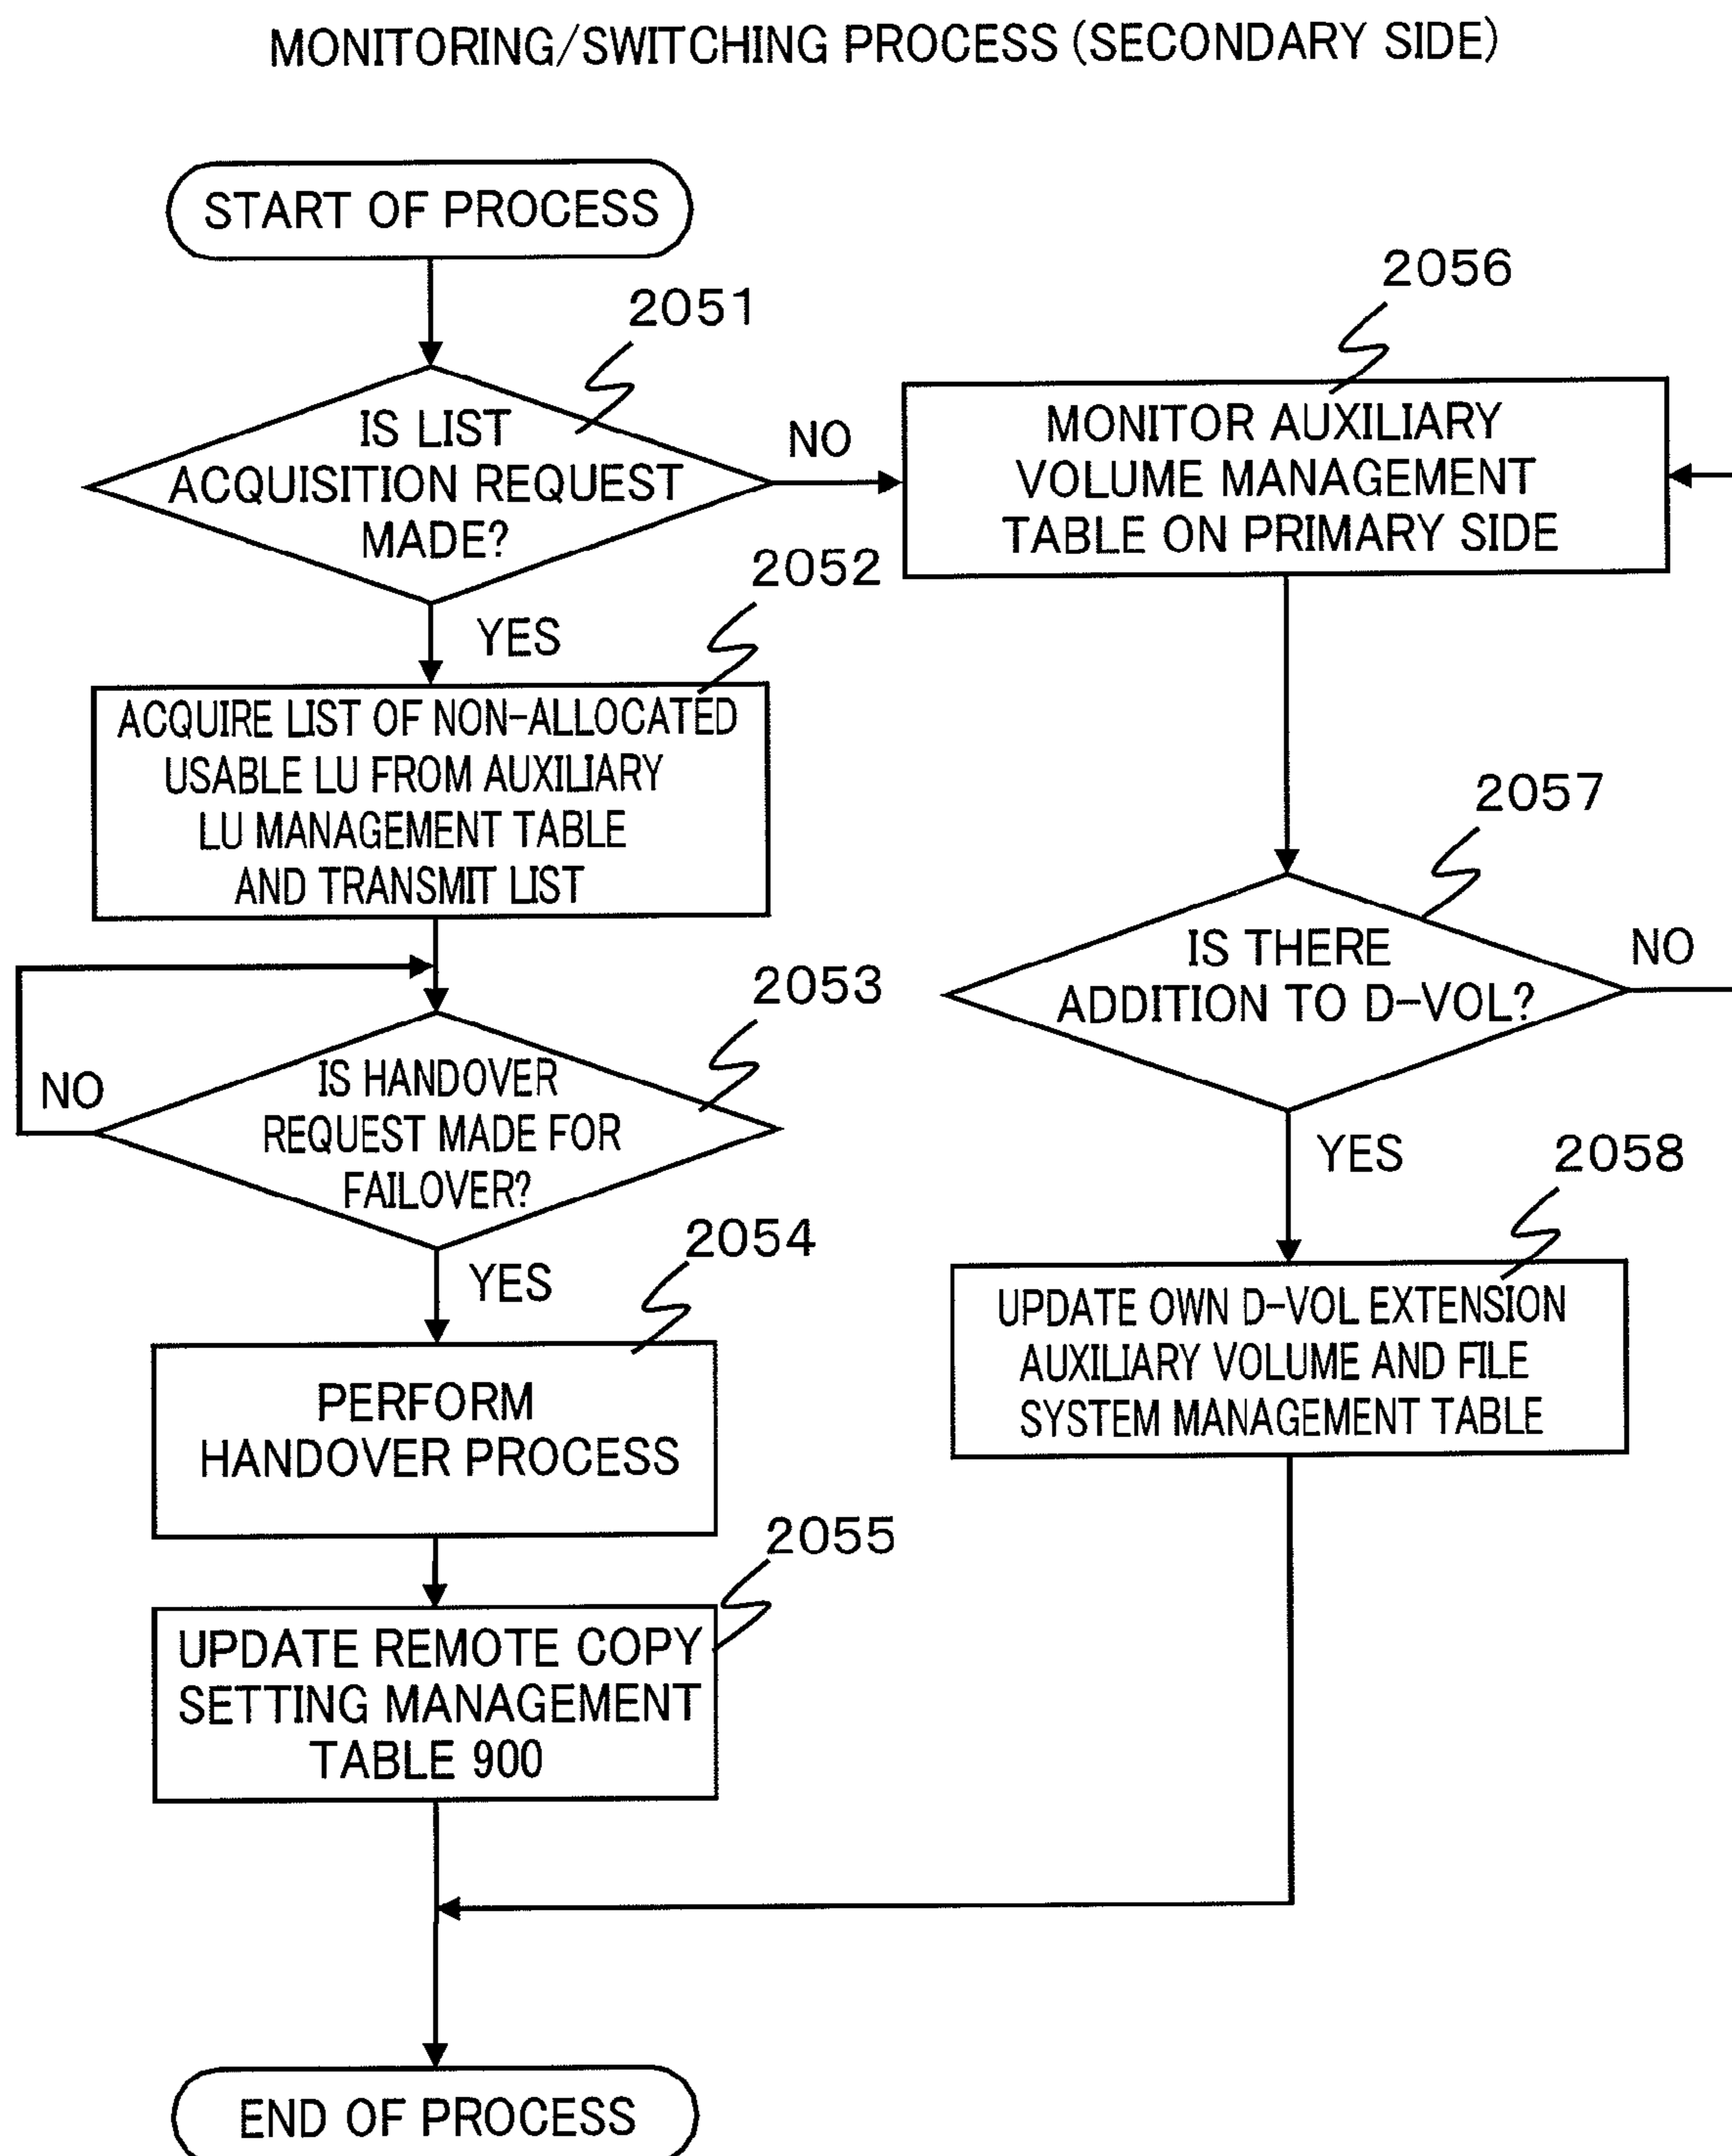 MONITORING/SWITCHING PROCESS (SECONDARY SIDE)
START OF PROCESS
2051
IS LIST
ACQUISITION REQUEST
MADE?
NO
YES
2052
ACQUIRE LIST OF NON-ALLOCATED
USABLE LU FROM AUXILIARY
LU MANAGEMENT TABLE
AND TRANSMIT LIST
2053
IS HANDOVER
REQUEST MADE FOR
FAILOVER?
NO
YES
2054
PERFORM
HANDOVER PROCESS
2055
UPDATE REMOTE COPY
SETTING MANAGEMENT
TABLE 900
2056
MONITOR AUXILIARY
VOLUME MANAGEMENT
TABLE ON PRIMARY SIDE
2057
IS THERE
ADDITION TO D-VOL?
NO
YES
2058
UPDATE OWN D-VOL EXTENSION
AUXILIARY VOLUME AND FILE
SYSTEM MANAGEMENT TABLE
END OF PROCESS